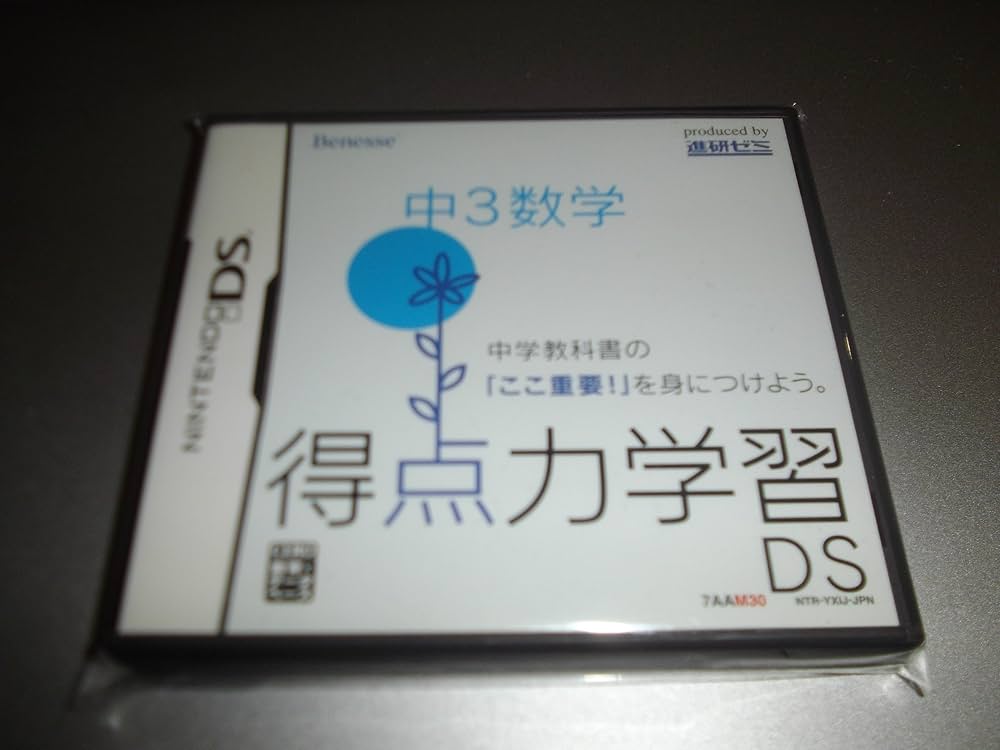 Benesse
produced by
進研ゼミ
中3数学
NINTENDO DS
中学教科書の
「ここ重要!」を身につけよう。
得点力学習
DS
7AAM30
NTR-YXIJ-JPN